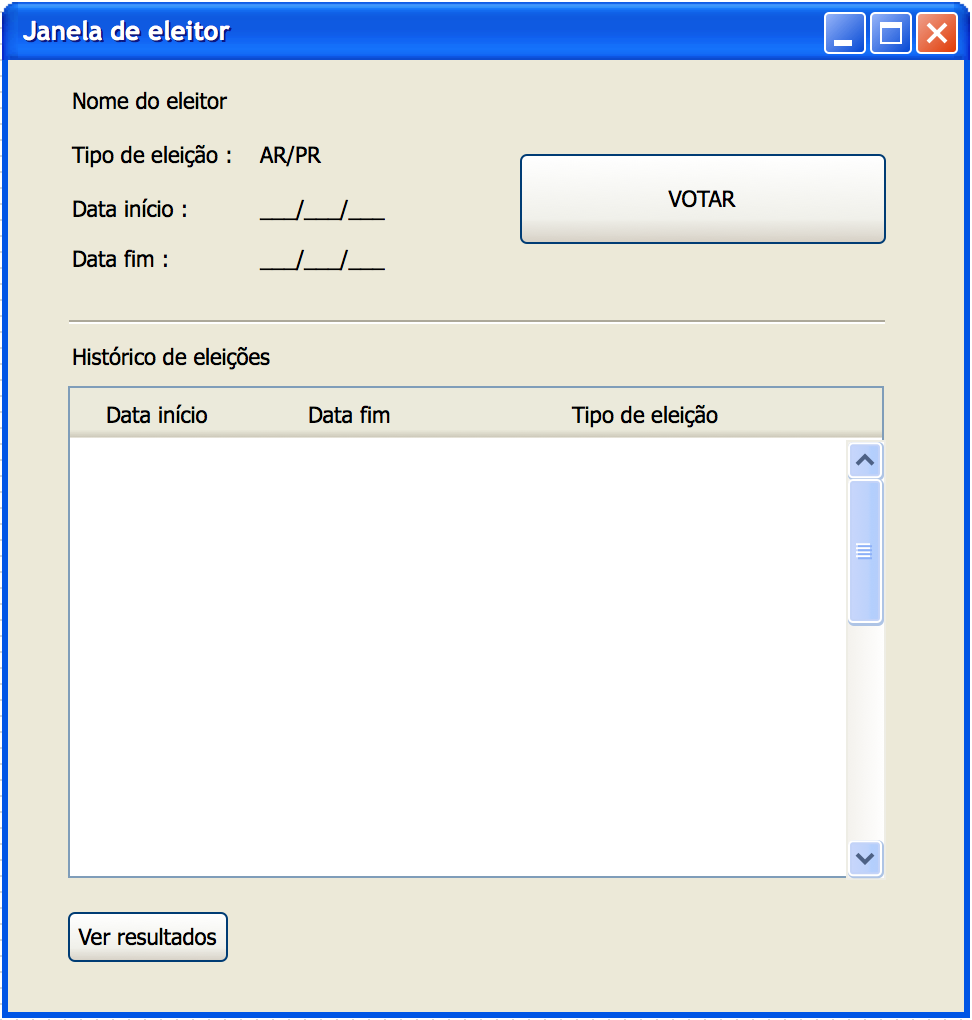 Janela de eleitor
Nome do eleitor
Tipo de eleição : AR/PR
VOTAR
Data início : ___/___/___
Data fim : ___/___/___
Histórico de eleições
Data início Data fim Tipo de eleição
Ver resultados